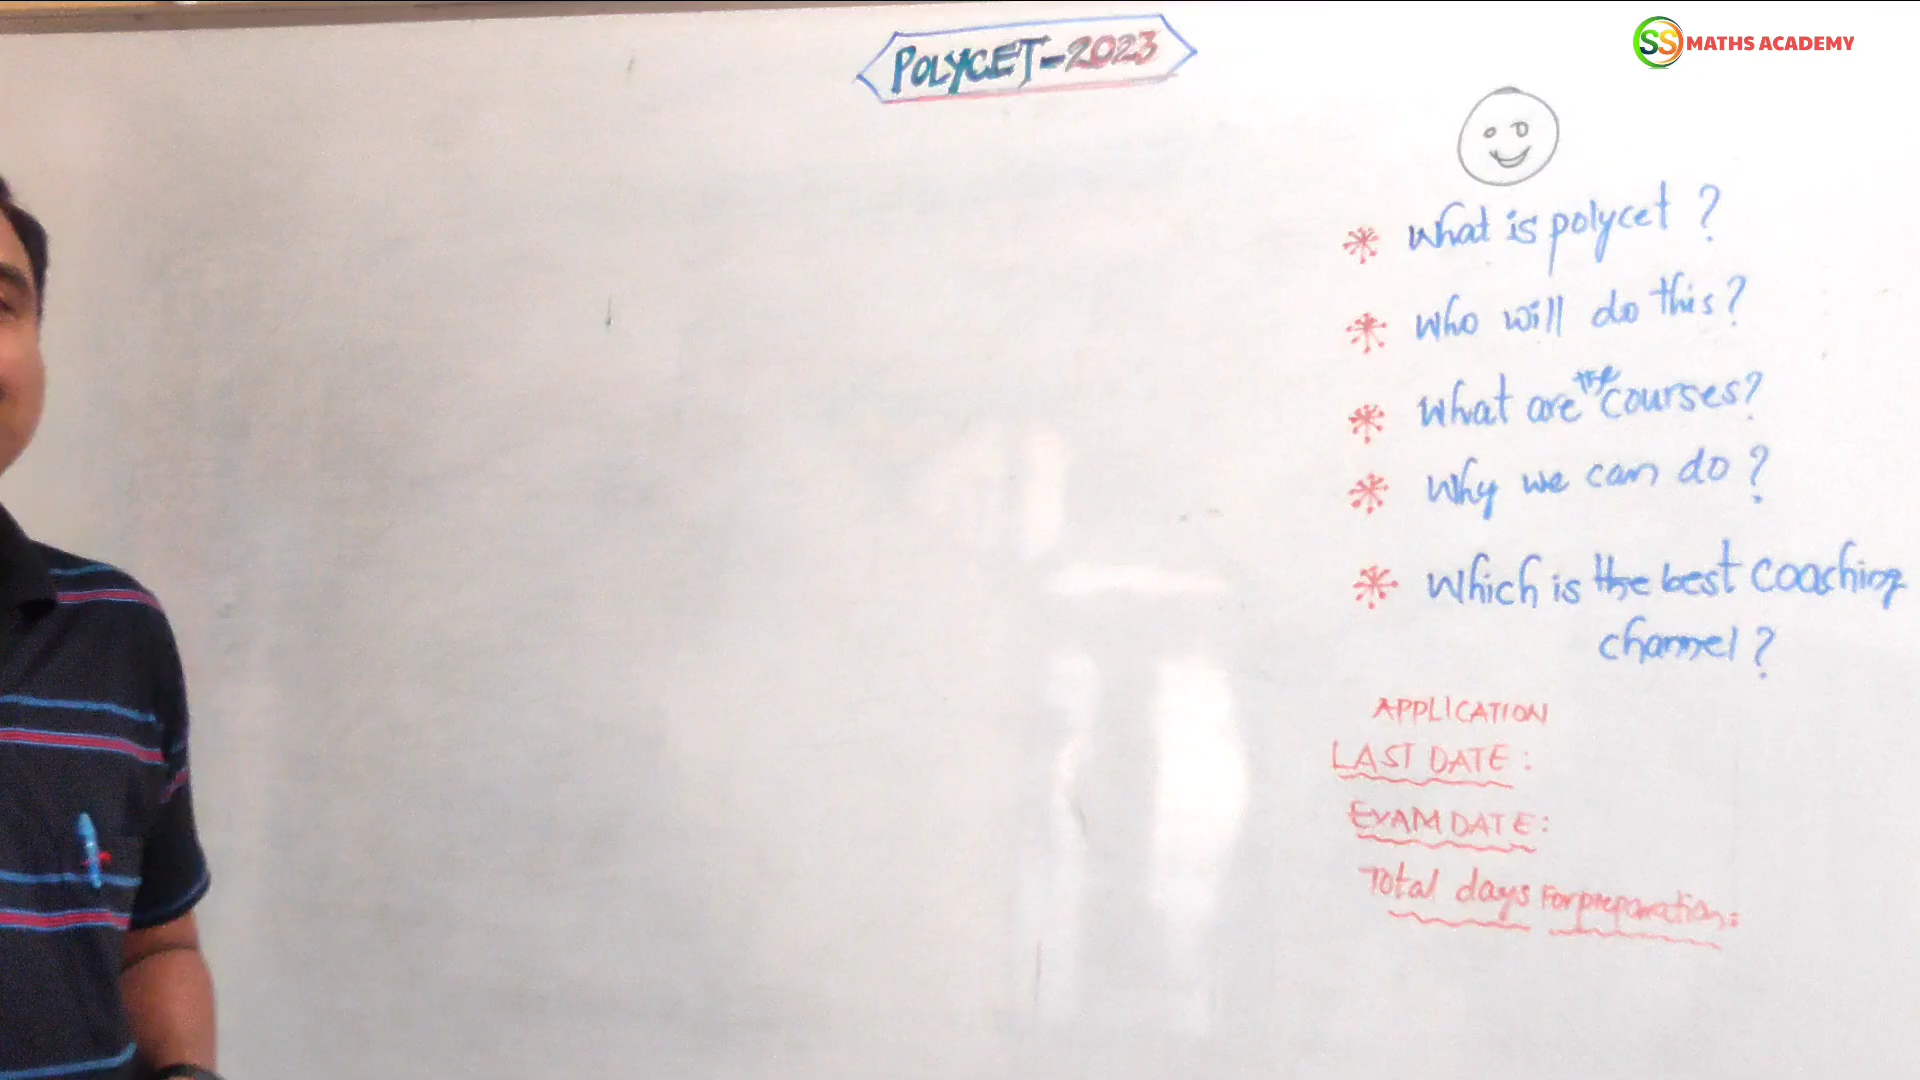 POLYCET-2023
SS MATHS ACADEMY
what is polycet ?
who will do this?
what are the courses?
why we can do ?
which is the best coaching
channel ?
APPLICATION
LAST DATE :
EXAM DATE :
Total days For preparation: